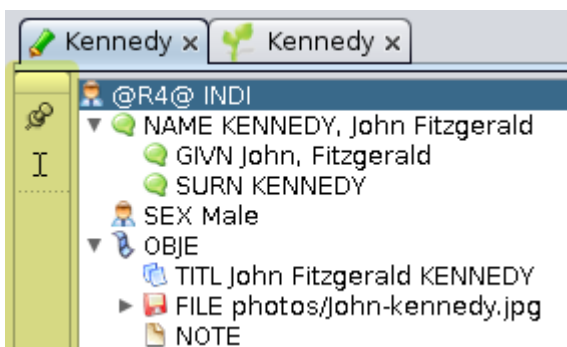 Kennedy x Kennedy x
@R4@ INDI
NAME KENNEDY, John Fitzgerald
GIVN John, Fitzgerald
SURN KENNEDY
SEX Male
OBJE
TITL John Fitzgerald KENNEDY
FILE photos/John-kennedy.jpg
NOTE